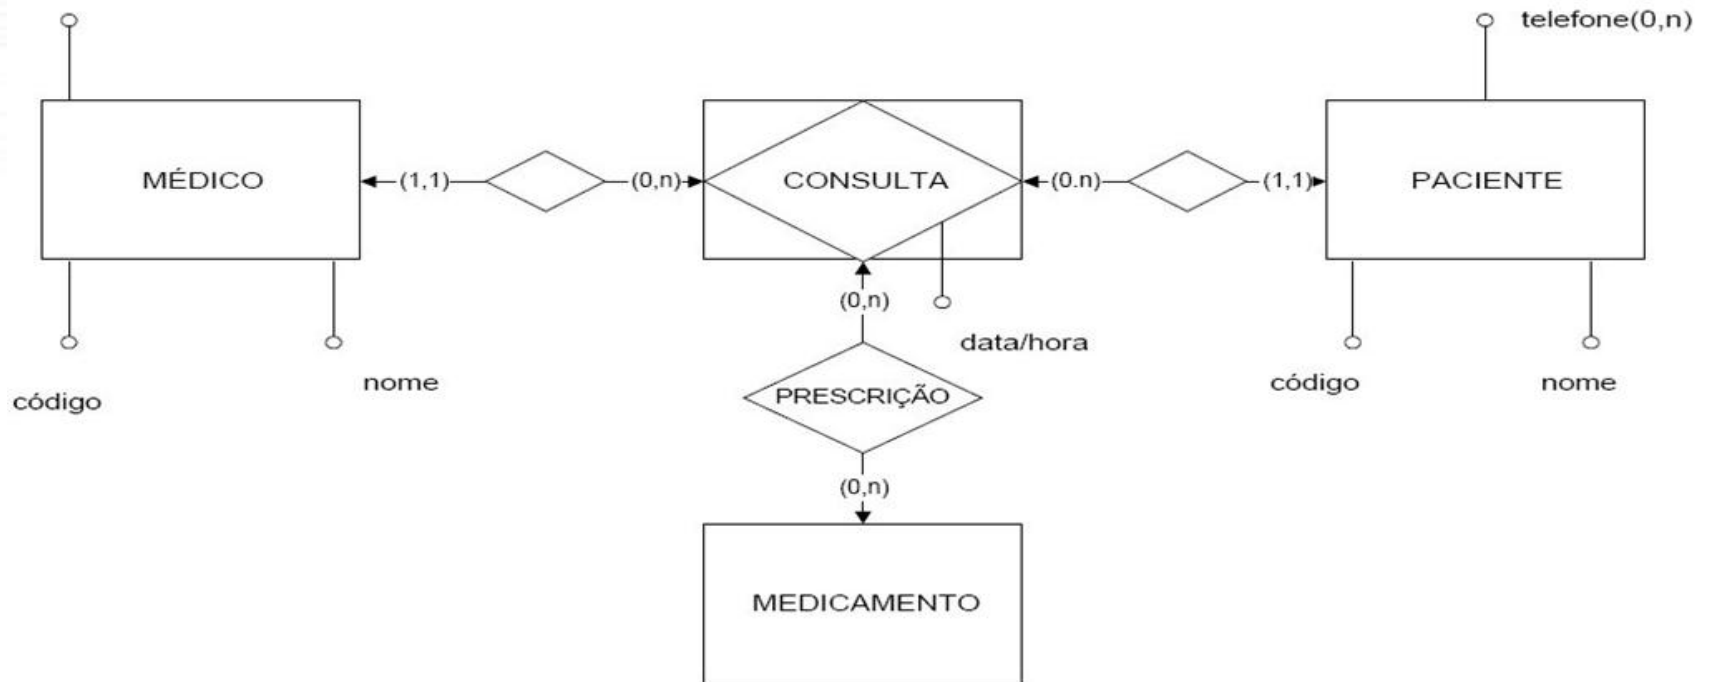 telefone(0,n)
MÉDICO
(1,1)
(0,n)
CONSULTA
(0.n)
(1,1)
PACIENTE
(0,n)
data/hora
código
nome
código
nome
PRESCRIÇÃO
(0,n)
MEDICAMENTO